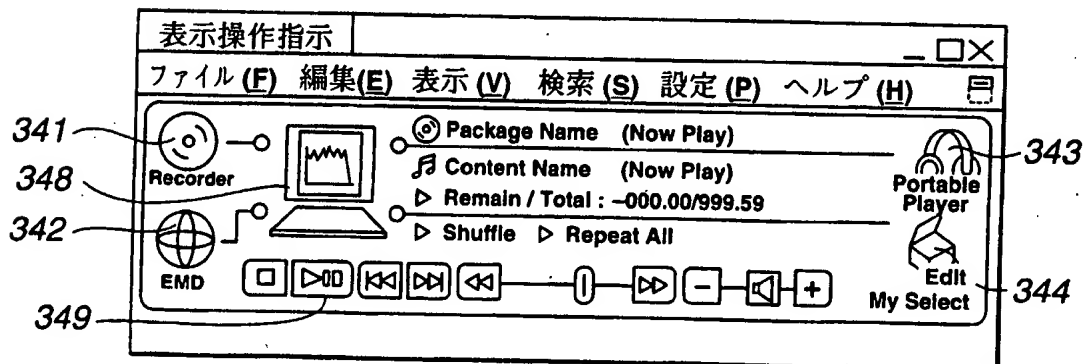 表示操作指示
ファイル (F) 編集(E) 表示 (V) 検索 (S) 設定 (P) ヘルプ (H)
341
348
342
349
Recorder
EMD
Package Name (Now Play)
Content Name (Now Play)
Remain / Total : –000.00/999.59
Shuffle Repeat All
Portable
Player
Edit
My Select
343
344